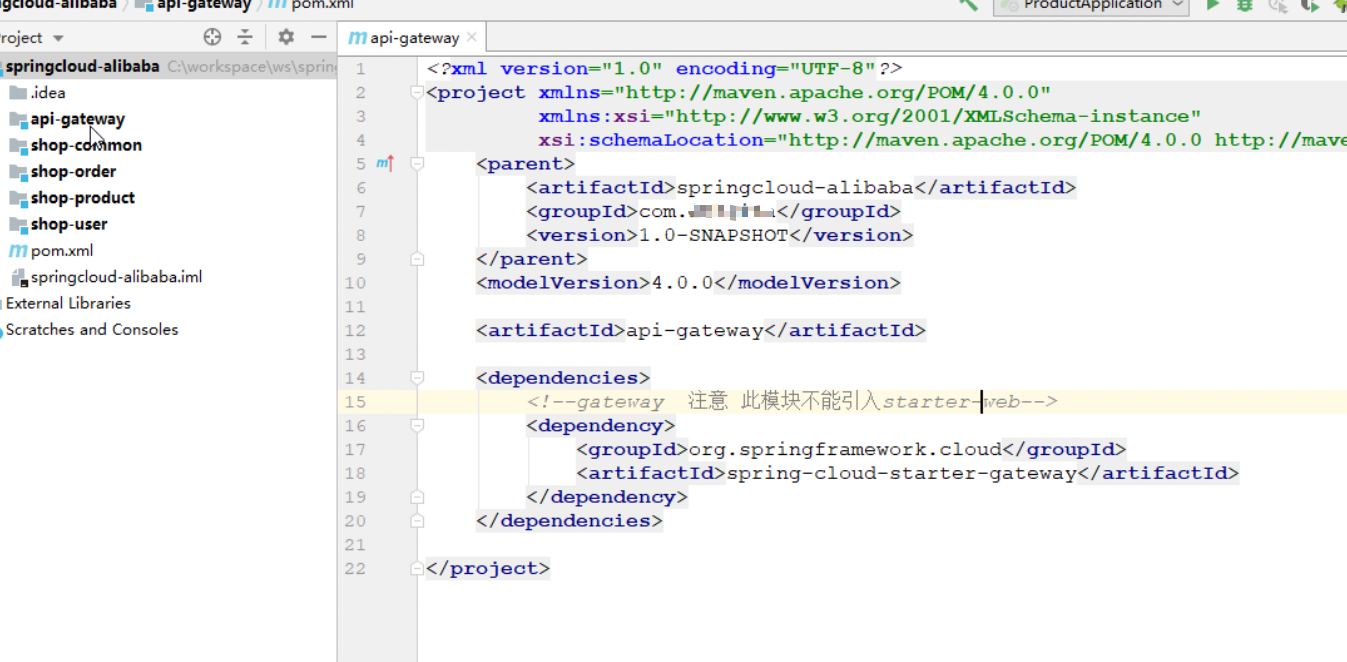 springcloud-alibaba api-gateway pom.xml ProductApplication
Project
api-gateway
springcloud-alibaba C:\workspace\ws\spring
.idea
api-gateway
shop-common
shop-order
shop-product
shop-user
pom.xml
springcloud-alibaba.iml
External Libraries
Scratches and Consoles
1 <?xml version="1.0" encoding="UTF-8"?>
2 <project xmlns="http://maven.apache.org/POM/4.0.0"
3 xmlns:xsi="http://www.w3.org/2001/XMLSchema-instance"
4 xsi:schemaLocation="http://maven.apache.org/POM/4.0.0 http://mave
5 <parent>
6 <artifactId>springcloud-alibaba</artifactId>
7 <groupId>com.</groupId>
8 <version>1.0-SNAPSHOT</version>
9 </parent>
10 <modelVersion>4.0.0</modelVersion>
11
12 <artifactId>api-gateway</artifactId>
13
14 <dependencies>
15 <!--gateway 注意 此模块不能引入starter-web-->
16 <dependency>
17 <groupId>org.springframework.cloud</groupId>
18 <artifactId>spring-cloud-starter-gateway</artifactId>
19 </dependency>
20 </dependencies>
21
22 </project>